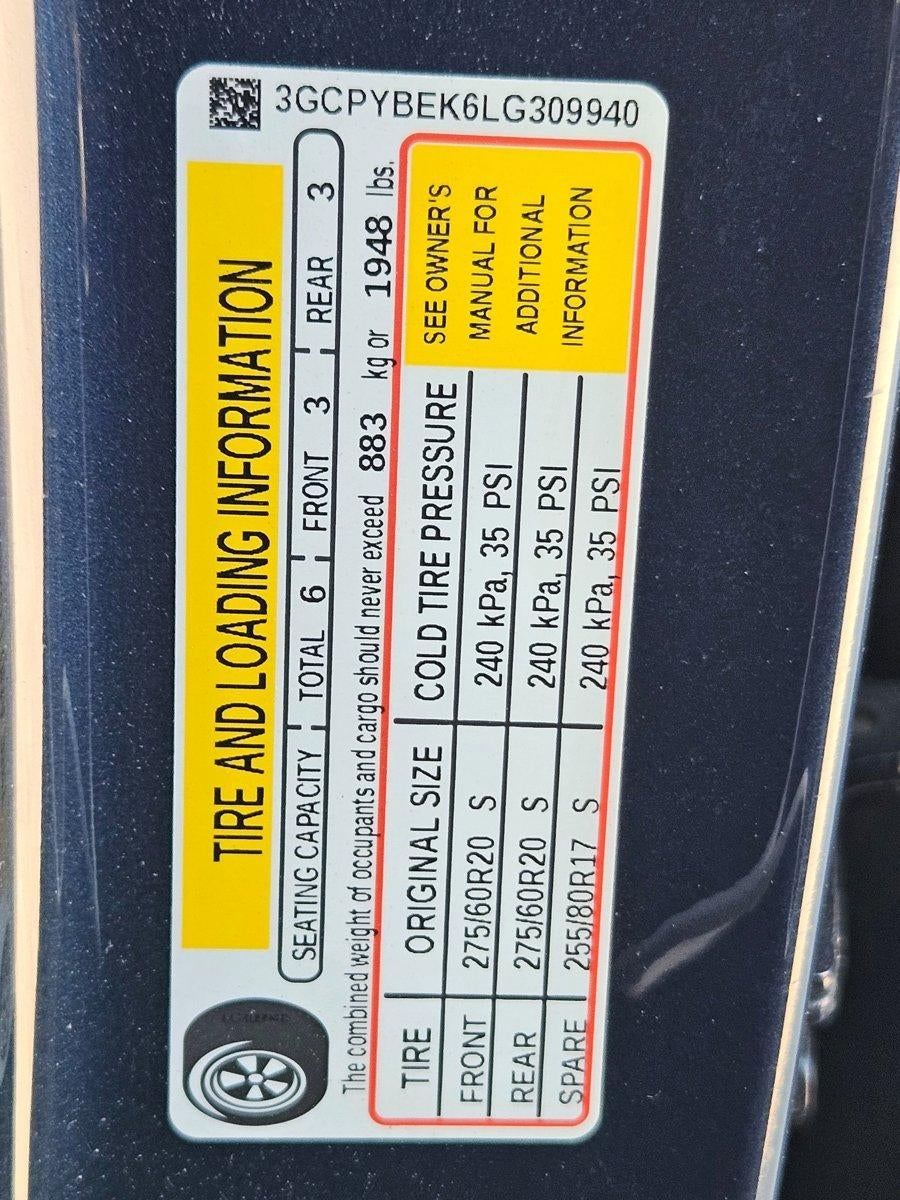 3GCPYBEK6LG309940
TIRE AND LOADING INFORMATION
SEATING CAPACITY TOTAL 6 FRONT 3 REAR 3
The combined weight of occupants and cargo should never exceed 883 kg or 1948 lbs.
TIRE ORIGINAL SIZE COLD TIRE PRESSURE
FRONT 275/60R20 S 240 kPa, 35 PSI
REAR 275/60R20 S 240 kPa, 35 PSI
SPARE 255/80R17 S 240 kPa, 35 PSI
SEE OWNER'S
MANUAL FOR
ADDITIONAL
INFORMATION